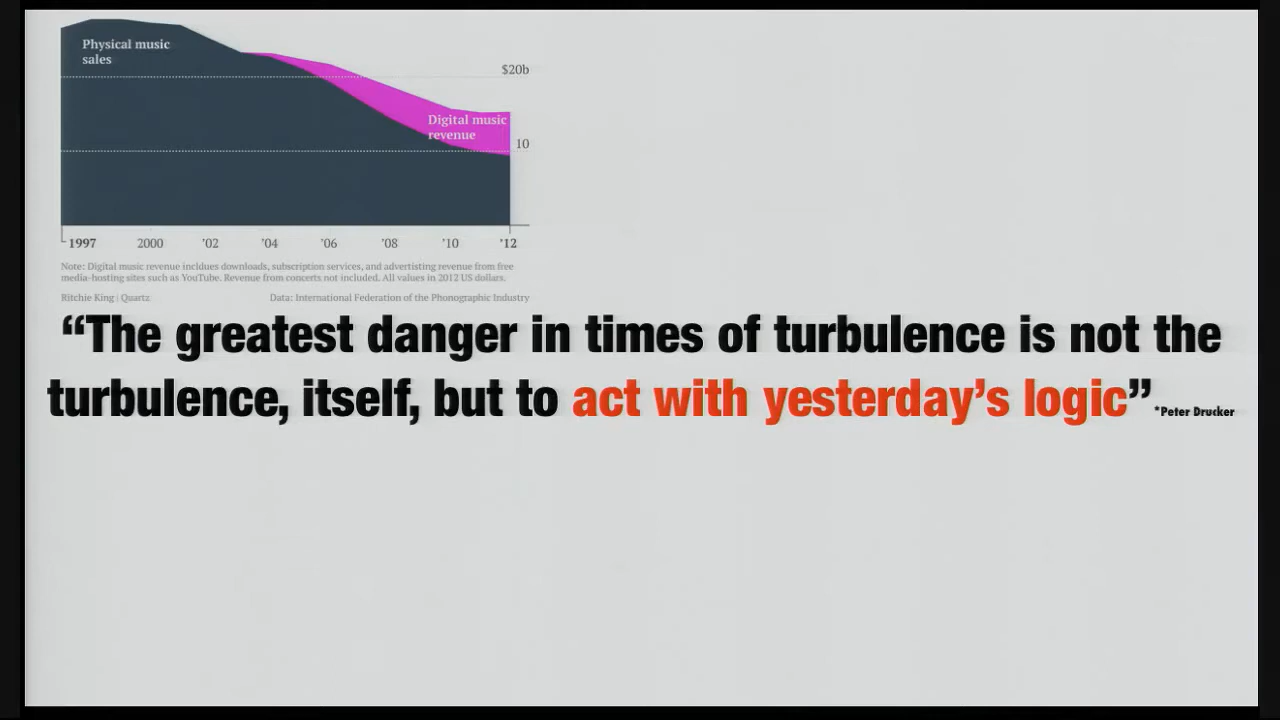 Physical music
sales
$20b
Digital music
revenue
10
1997 2000 ’02 ’04 ’06 ’08 ’10 ’12
Note: Digital music revenue incldues downloads, subscription services, and advertisting revenue from free
media-hosting sites such as YouTube. Revenue from concerts not included. All values in 2012 US dollars.
Ritchie King | Quartz Data: International Federation of the Phonographic Industry
“The greatest danger in times of turbulence is not the
turbulence, itself, but to act with yesterday’s logic” *Peter Drucker